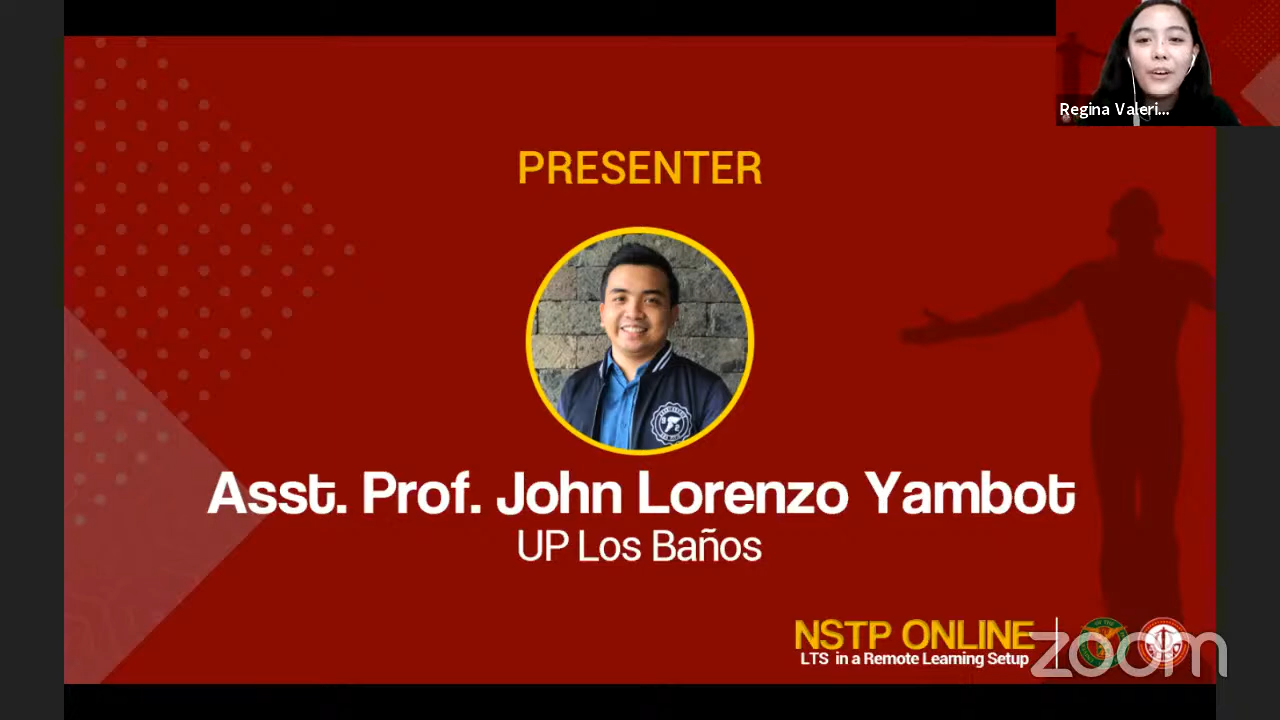 Regina Valeri...
PRESENTER
Asst. Prof. John Lorenzo Yambot
UP Los Baños
NSTP ONLINE
LTS in a Remote Learning Setup
zoom